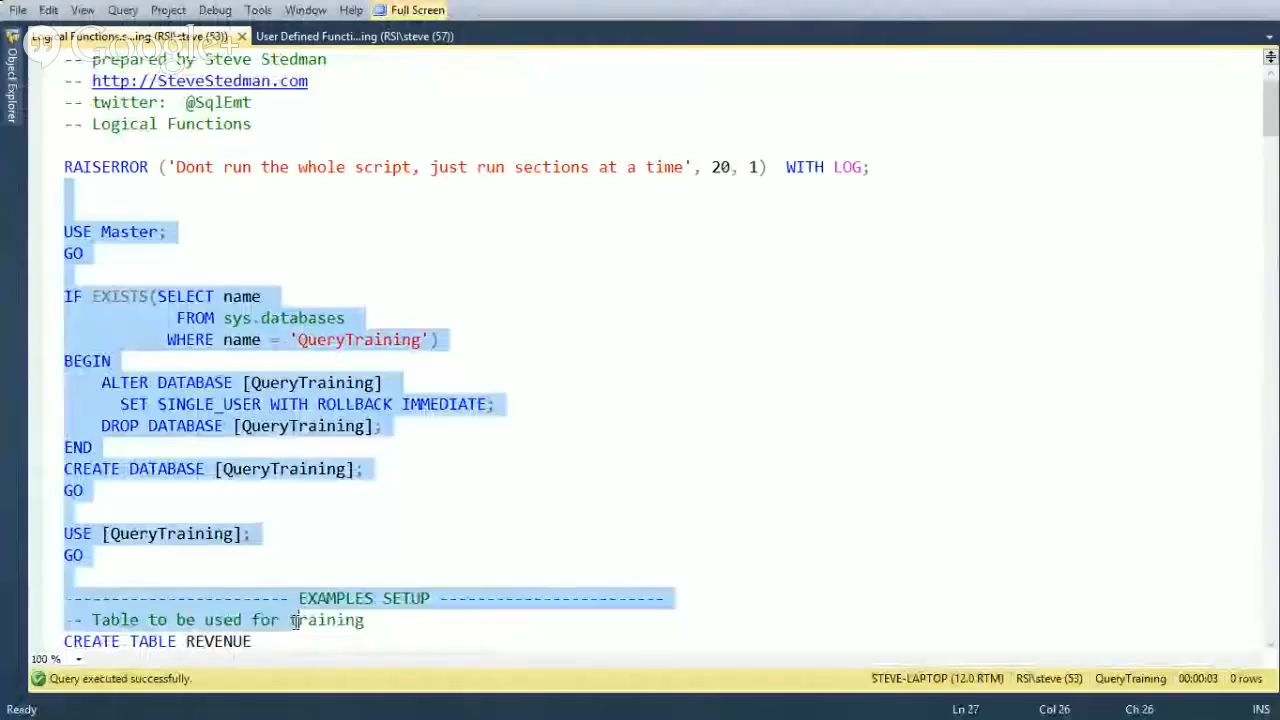 File Edit View Query Project Debug Tools Window Help Full Screen
Logical Functions.s...ing (RSI\steve (53)) User Defined Functi...ing (RSI\steve (57))
Google+
Object Explorer
-- prepared by Steve Stedman
-- http://SteveStedman.com
-- twitter: @SqlEmt
-- Logical Functions
RAISERROR ('Dont run the whole script, just run sections at a time', 20, 1) WITH LOG;
USE Master;
GO
IF EXISTS(SELECT name
FROM sys.databases
WHERE name = 'QueryTraining')
BEGIN
ALTER DATABASE [QueryTraining]
SET SINGLE_USER WITH ROLLBACK IMMEDIATE;
DROP DATABASE [QueryTraining];
END
CREATE DATABASE [QueryTraining];
GO
USE [QueryTraining];
GO
------------------------ EXAMPLES SETUP ------------------------
-- Table to be used for training
CREATE TABLE REVENUE
100 %
Query executed successfully. STEVE-LAPTOP (12.0 RTM) RSI\steve (53) QueryTraining 00:00:03 0 rows
Ready Ln 27 Col 26 Ch 26 INS